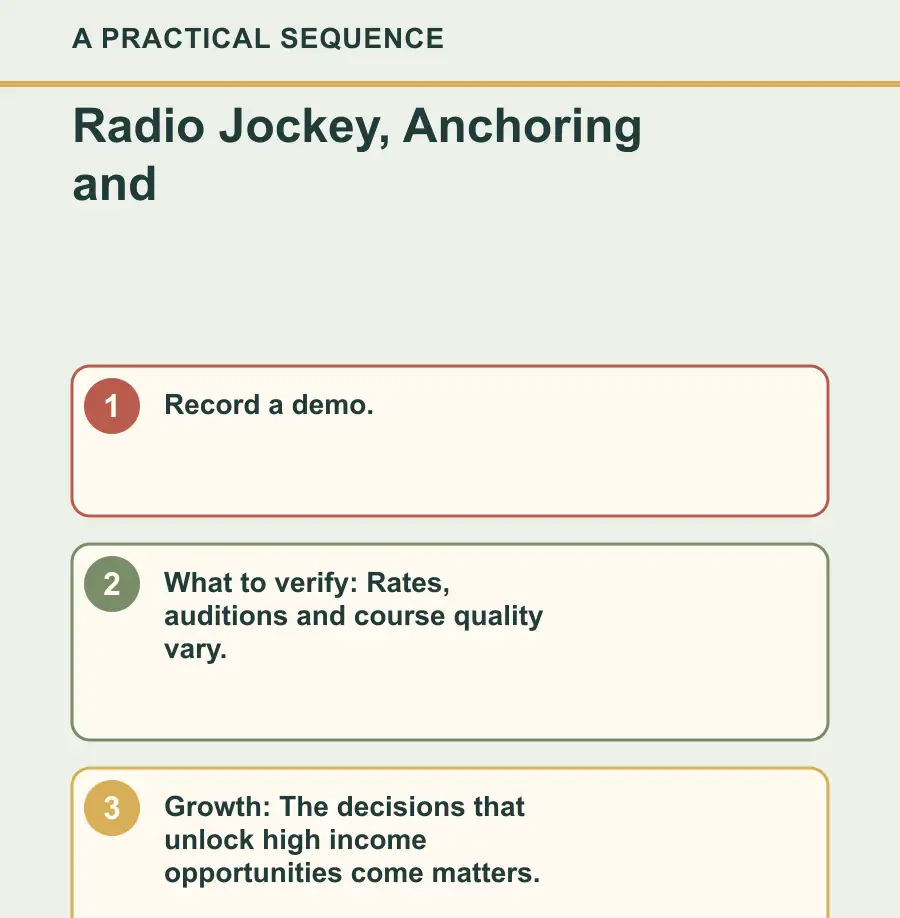 A PRACTICAL SEQUENCE
Radio Jockey, Anchoring
and
1
Record a demo.
2
What to verify: Rates,
auditions and course quality
vary.
3
Growth: The decisions that
unlock high income
opportunities come matters.